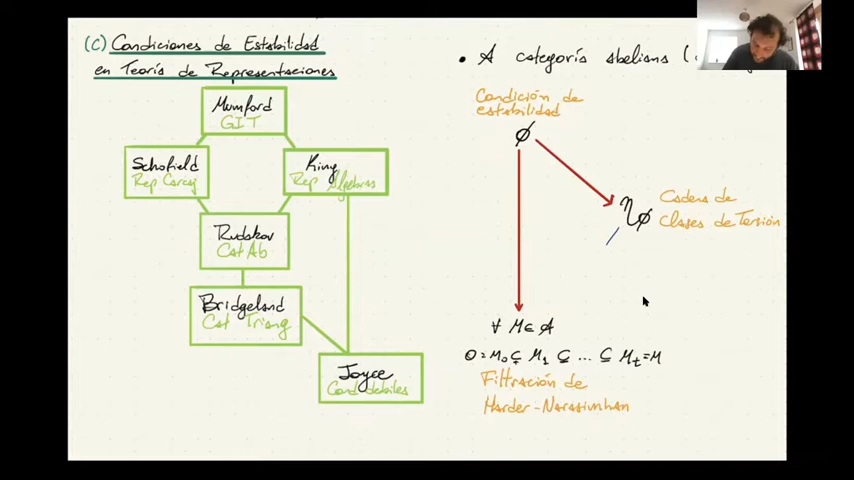 (C) Condiciones de Estabilidad
en Teoría de Representaciones
Mumford
GIT
Schofield
Rep Carcaj
King
Rep Algebras
Rudakov
Cat Ab
Bridgeland
Cat Triang
Joyce
Cond debiles
• A categoría abeliana (
Condición de
estabilidad
ϕ
ηϕ
Cadena de
Clases de Torsión
∀ M ∈ A
0 = M₀ ⊊ M₁ ⊊ ... ⊊ Mₜ = M
Filtración de
Harder-Narasimhan